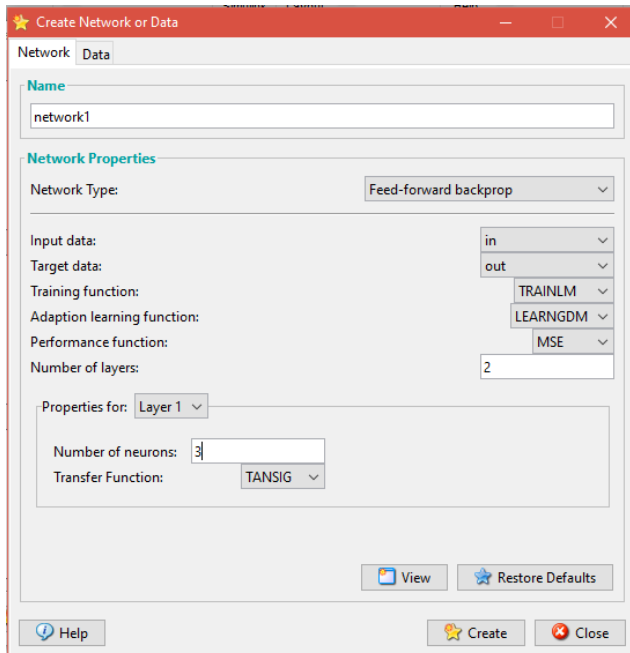 Create Network or Data
Network Data
Name
network1
Network Properties
Network Type: Feed-forward backprop
Input data: in
Target data: out
Training function: TRAINLM
Adaption learning function: LEARNGDM
Performance function: MSE
Number of layers: 2
Properties for: Layer 1
Number of neurons: 3
Transfer Function: TANSIG
View Restore Defaults
Help Create Close